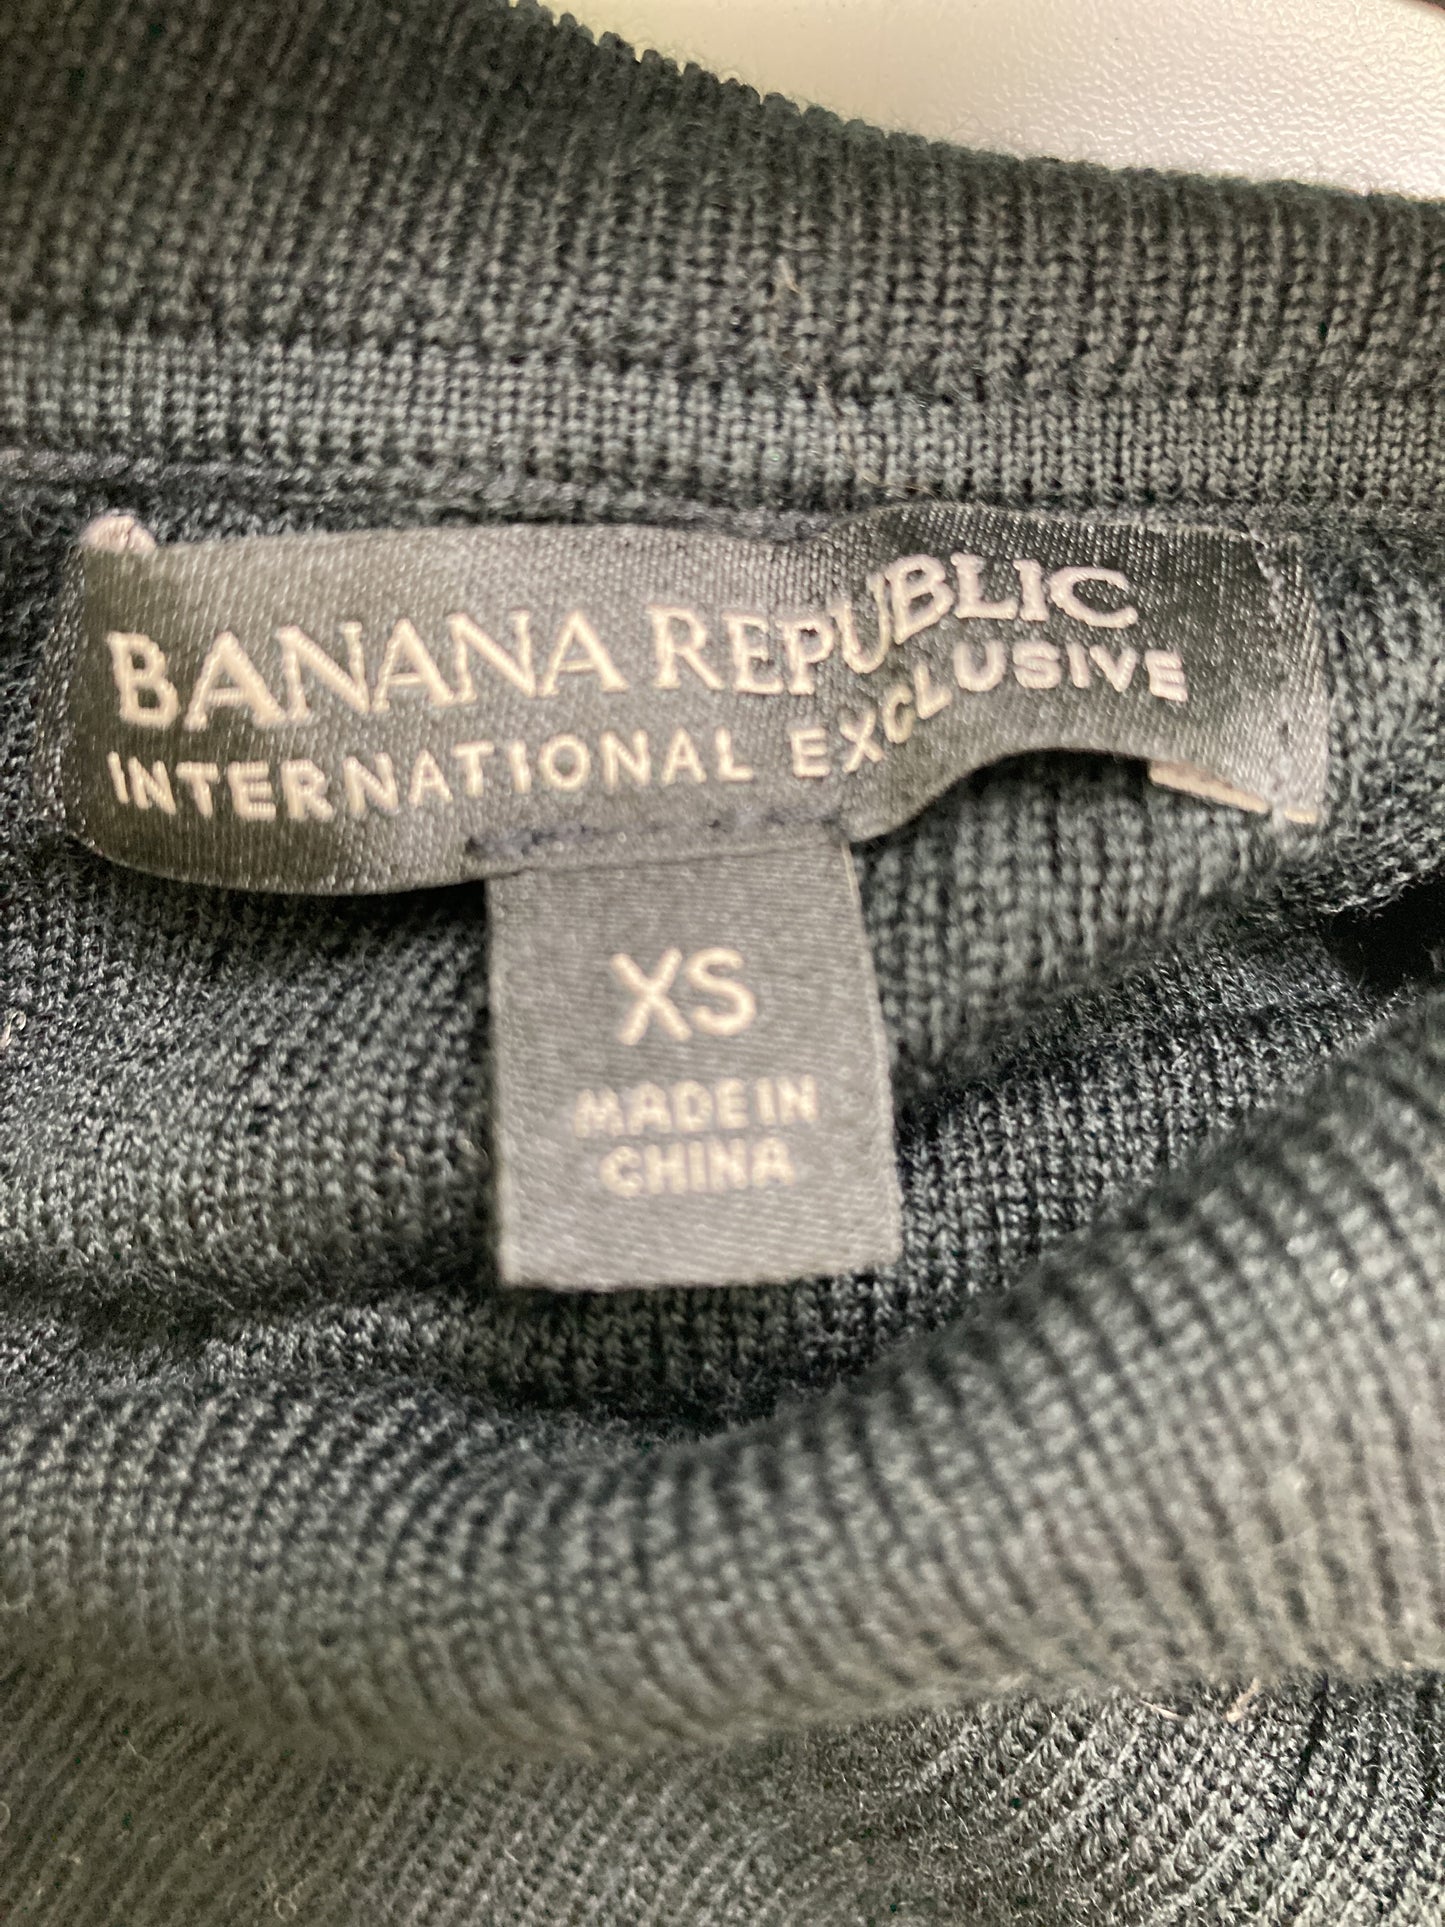 BANANA REPUBLIC
INTERNATIONAL EXCLUSIVE
XS
MADE IN
CHINA